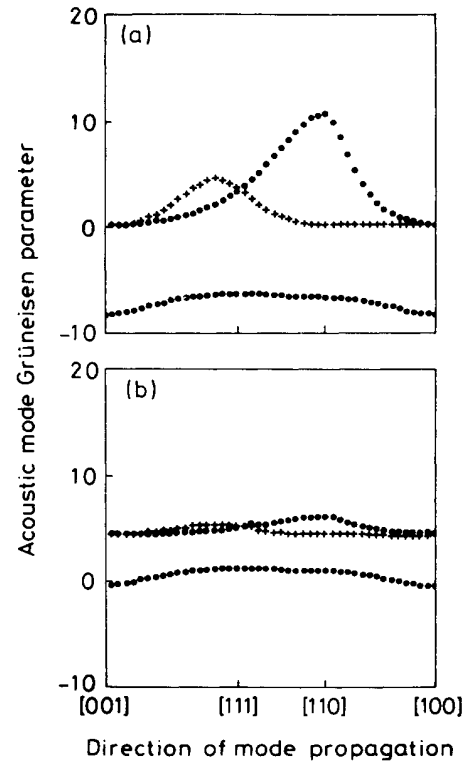 (a)
20
10
0
-10
(b)
20
10
0
-10
[001] [111] [110] [100]
Acoustic mode Grüneisen parameter
Direction of mode propagation